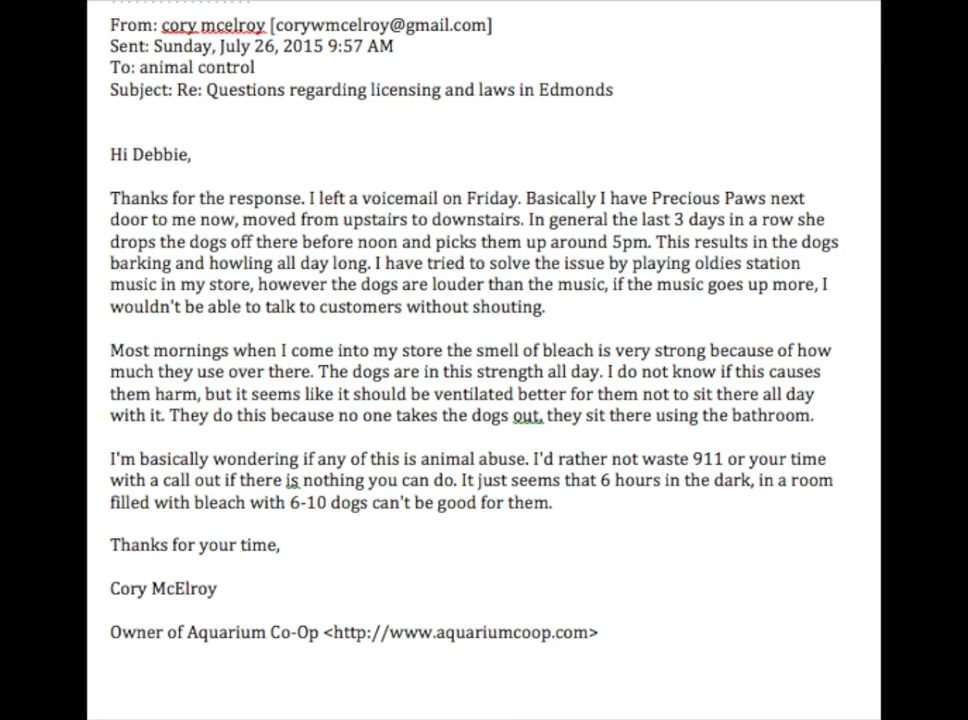 From: cory mcelroy [corywmcelroy@gmail.com]
Sent: Sunday, July 26, 2015 9:57 AM
To: animal control
Subject: Re: Questions regarding licensing and laws in Edmonds
Hi Debbie,
Thanks for the response. I left a voicemail on Friday. Basically I have Precious Paws next
door to me now, moved from upstairs to downstairs. In general the last 3 days in a row she
drops the dogs off there before noon and picks them up around 5pm. This results in the dogs
barking and howling all day long. I have tried to solve the issue by playing oldies station
music in my store, however the dogs are louder than the music, if the music goes up more, I
wouldn't be able to talk to customers without shouting.
Most mornings when I come into my store the smell of bleach is very strong because of how
much they use over there. The dogs are in this strength all day. I do not know if this causes
them harm, but it seems like it should be ventilated better for them not to sit there all day
with it. They do this because no one takes the dogs out, they sit there using the bathroom.
I'm basically wondering if any of this is animal abuse. I'd rather not waste 911 or your time
with a call out if there is nothing you can do. It just seems that 6 hours in the dark, in a room
filled with bleach with 6-10 dogs can't be good for them.
Thanks for your time,
Cory McElroy
Owner of Aquarium Co-Op <http://www.aquariumcoop.com>